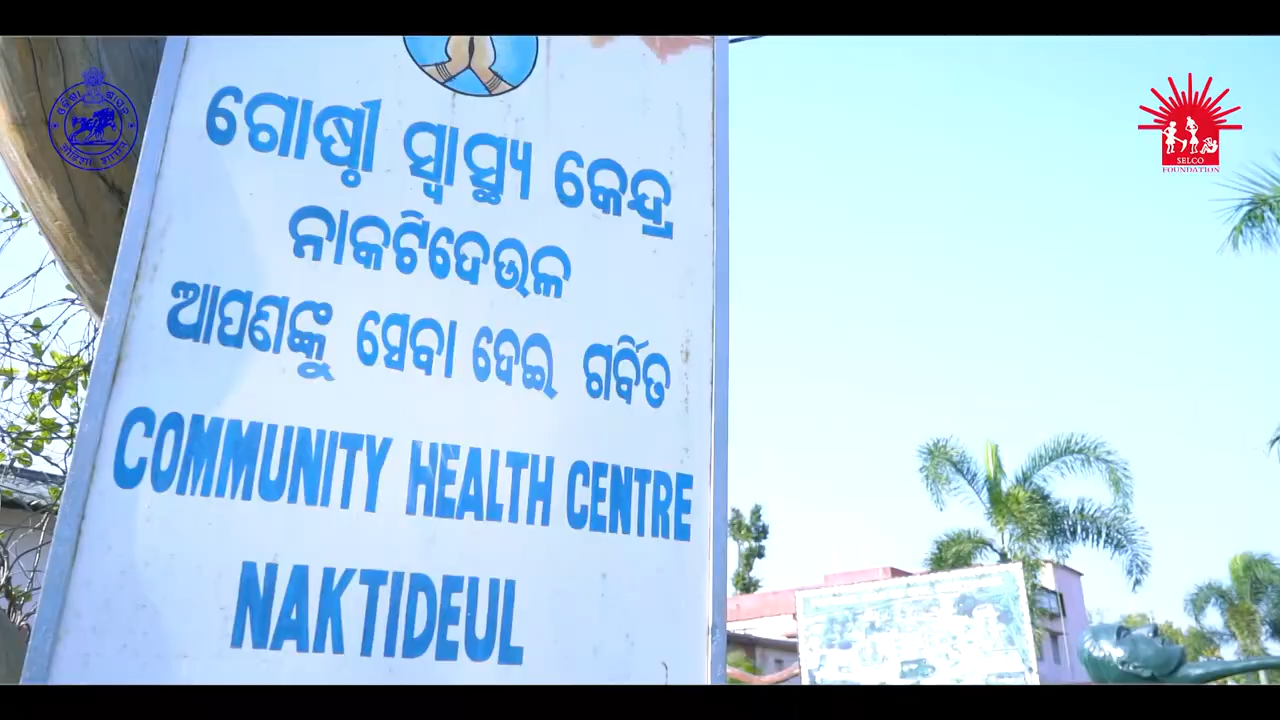 ଗୋଷ୍ଠୀ ସ୍ୱାସ୍ଥ୍ୟ କେନ୍ଦ୍ର
ନାକଟିଦେଉଳ
ଆପଣଙ୍କୁ ସେବା ଦେଇ ଗର୍ବିତ
COMMUNITY HEALTH CENTRE
NAKTIDEUL
SELCO
FOUNDATION